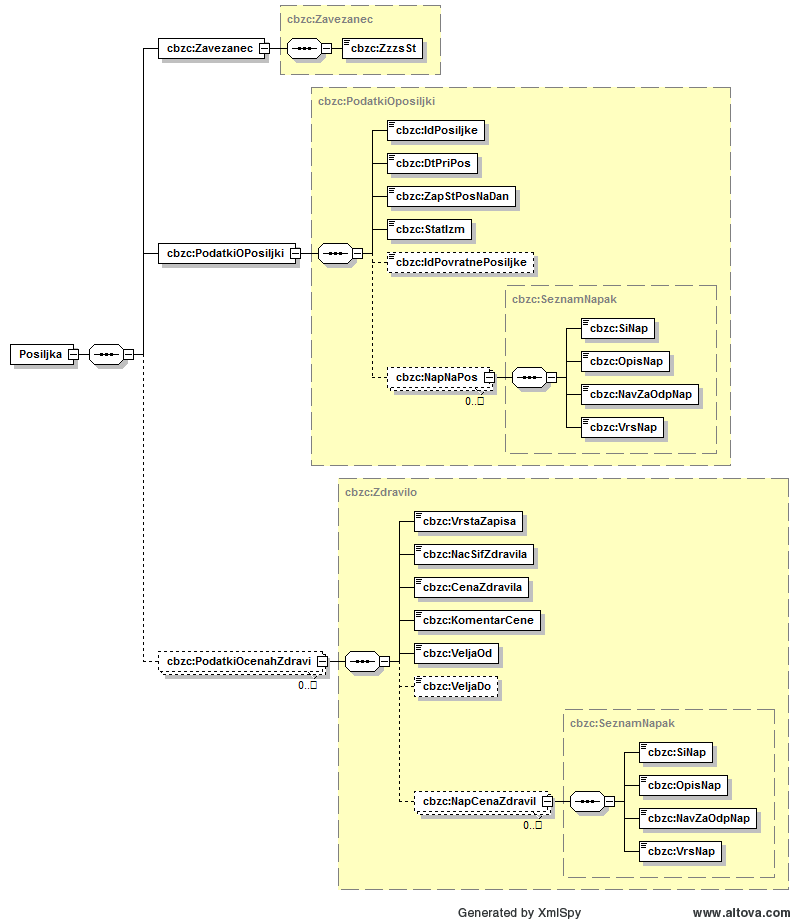 cbzc:Zavezanec
cbzc:Zavezanec
cbzc:ZzzsSt
cbzc:PodatkiOposiljki
cbzc:IdPosiljke
cbzc:DtPriPos
cbzc:ZapStPosNaDan
cbzc:StatIzm
cbzc:PodatkiOPosiljki
cbzc:IdPovratnePosiljke
cbzc:SeznamNapak
cbzc:SiNap
Posiljka
cbzc:OpisNap
cbzc:NapNaPos
0..
cbzc:NavZaOdpNap
cbzc:VrsNap
cbzc:Zdravilo
cbzc:VrstaZapisa
cbzc:NacSifZdravila
cbzc:CenaZdravila
cbzc:KomentarCene
cbzc:VeljaOd
cbzc:PodatkiOcenahZdravi
0..
cbzc:VeljaDo
cbzc:SeznamNapak
cbzc:SiNap
cbzc:OpisNap
cbzc:NapCenaZdravil
0..
cbzc:NavZaOdpNap
cbzc:VrsNap
Generated by XmlSpy
www.altova.com